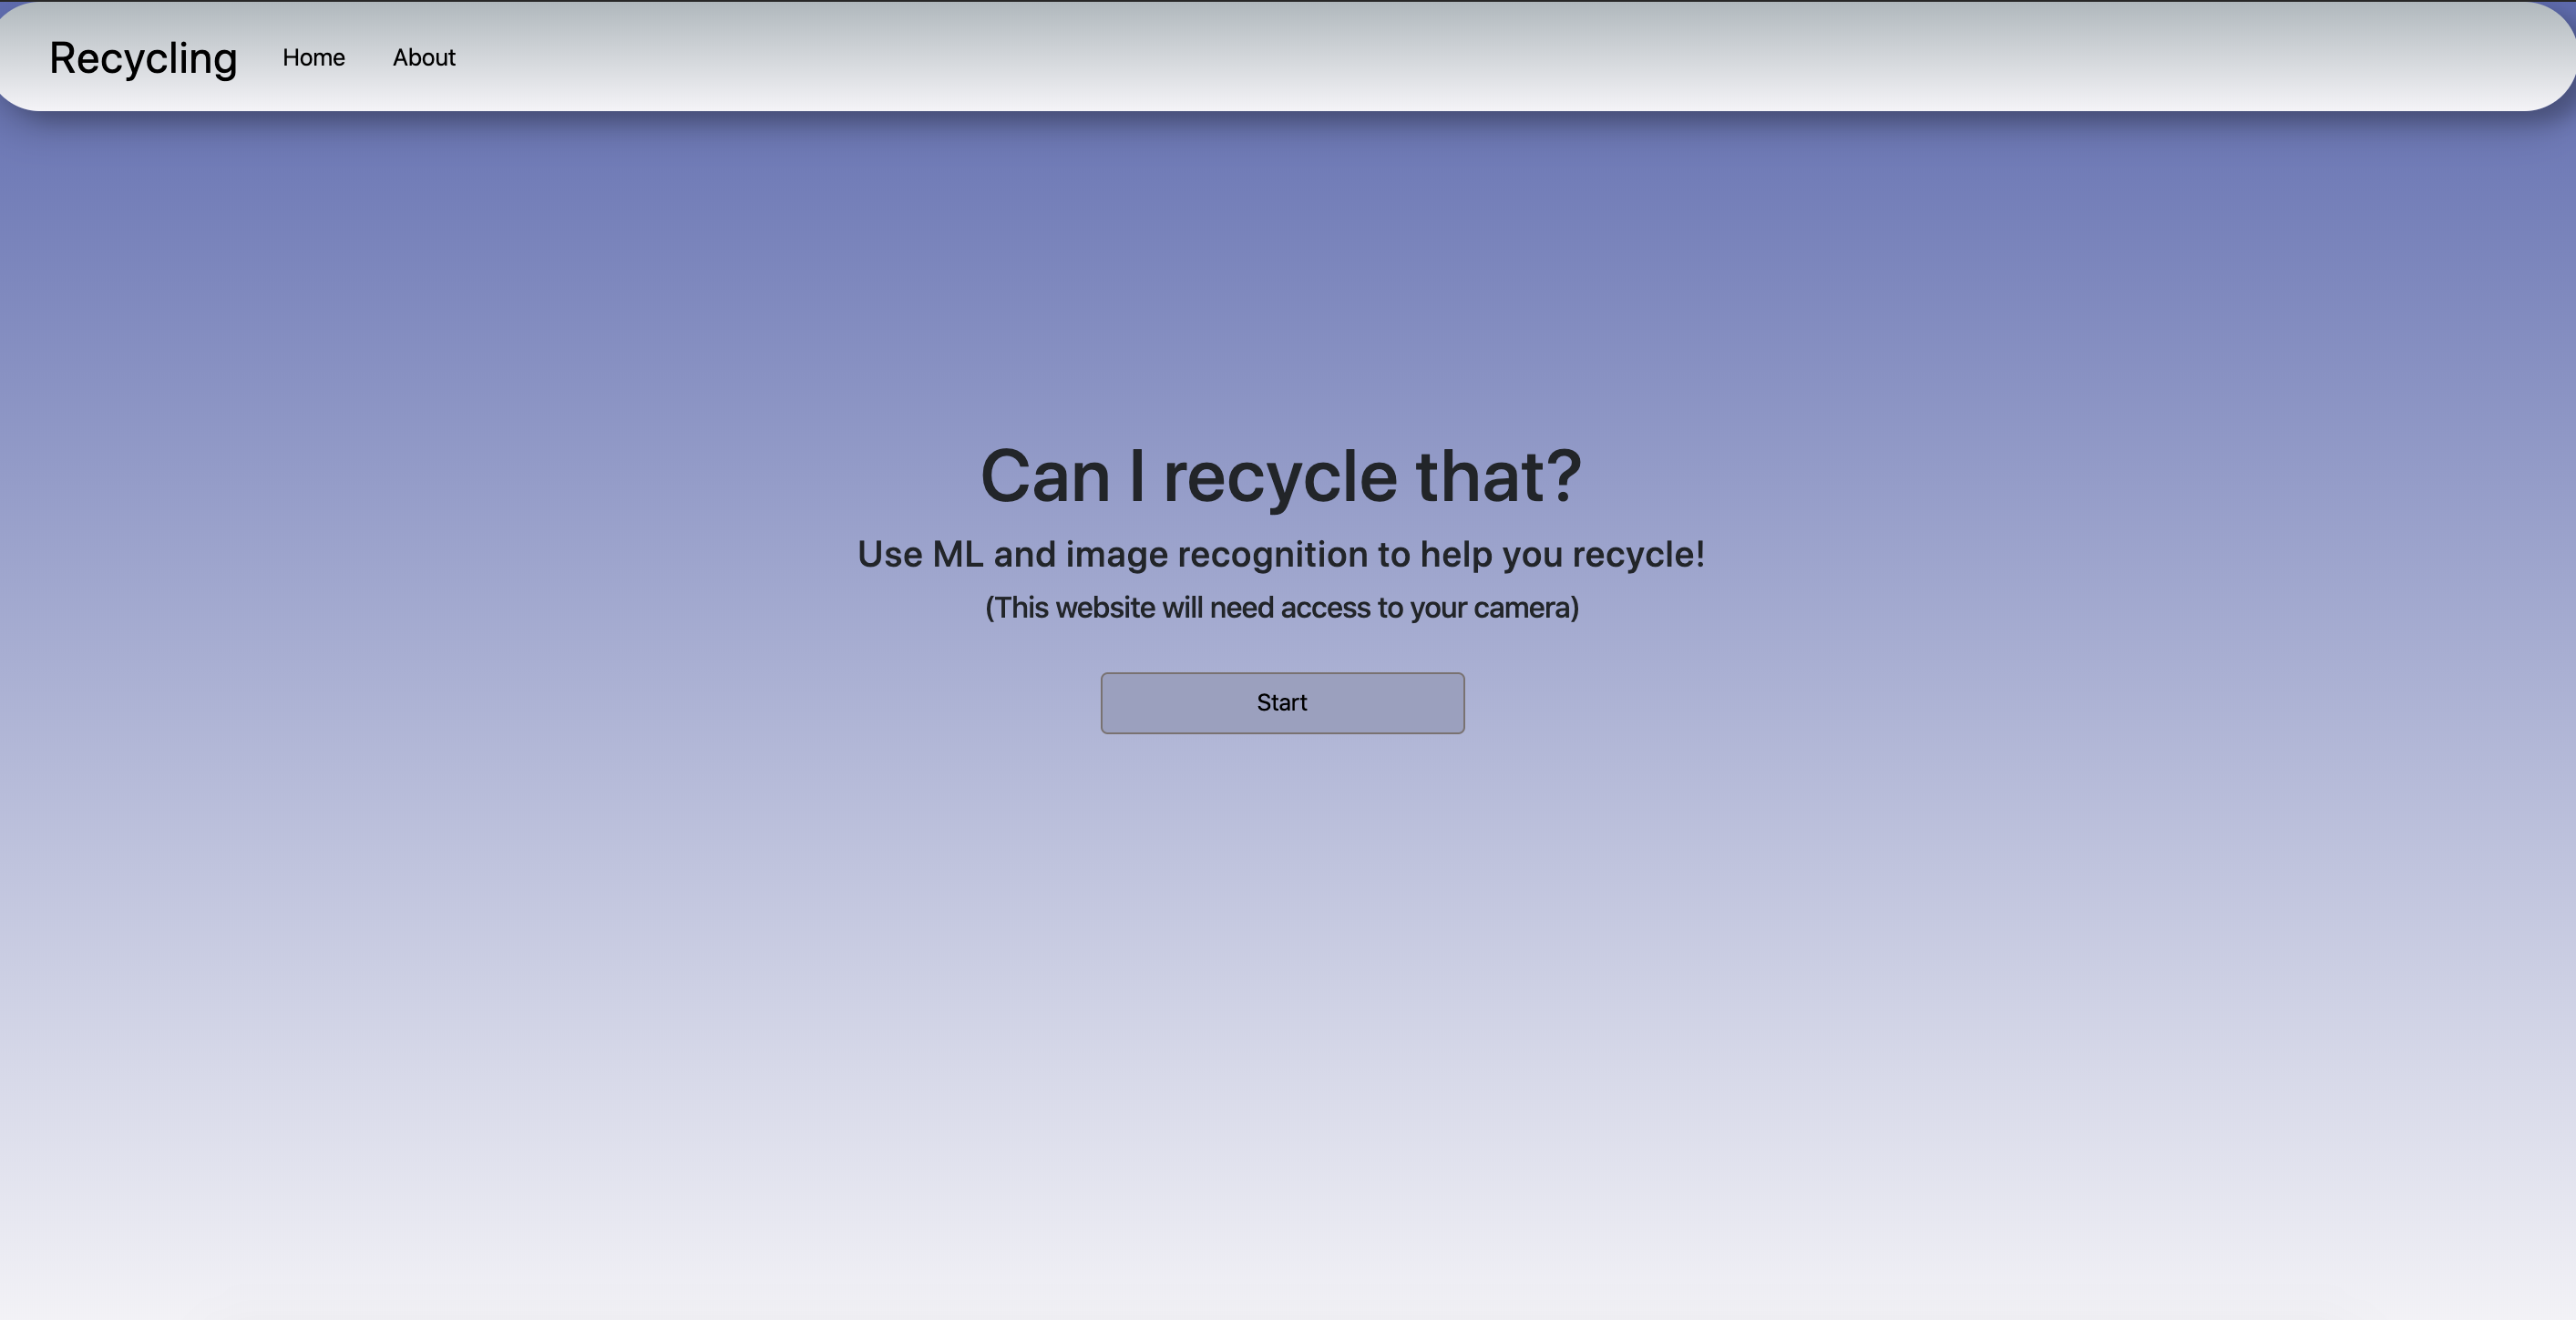 Recycling Home About
Can I recycle that?
Use ML and image recognition to help you recycle!
(This website will need access to your camera)
Start